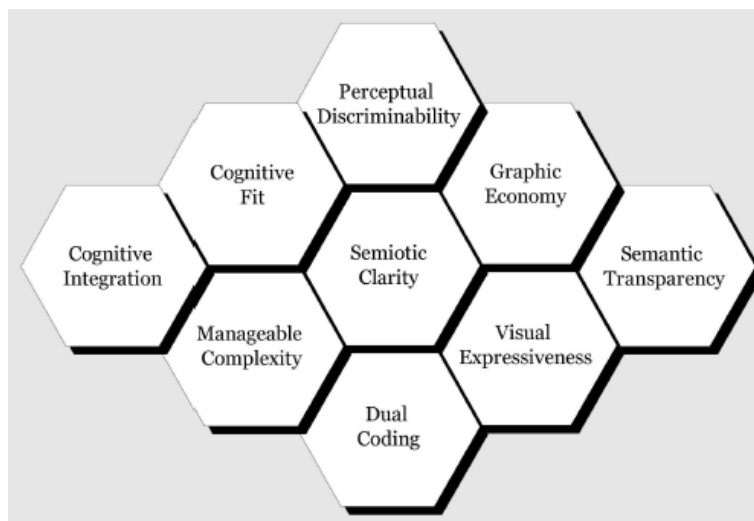 Perceptual
Discriminability
Cognitive
Fit
Graphic
Economy
Cognitive
Integration
Semiotic
Clarity
Semantic
Transparency
Manageable
Complexity
Visual
Expressiveness
Dual
Coding